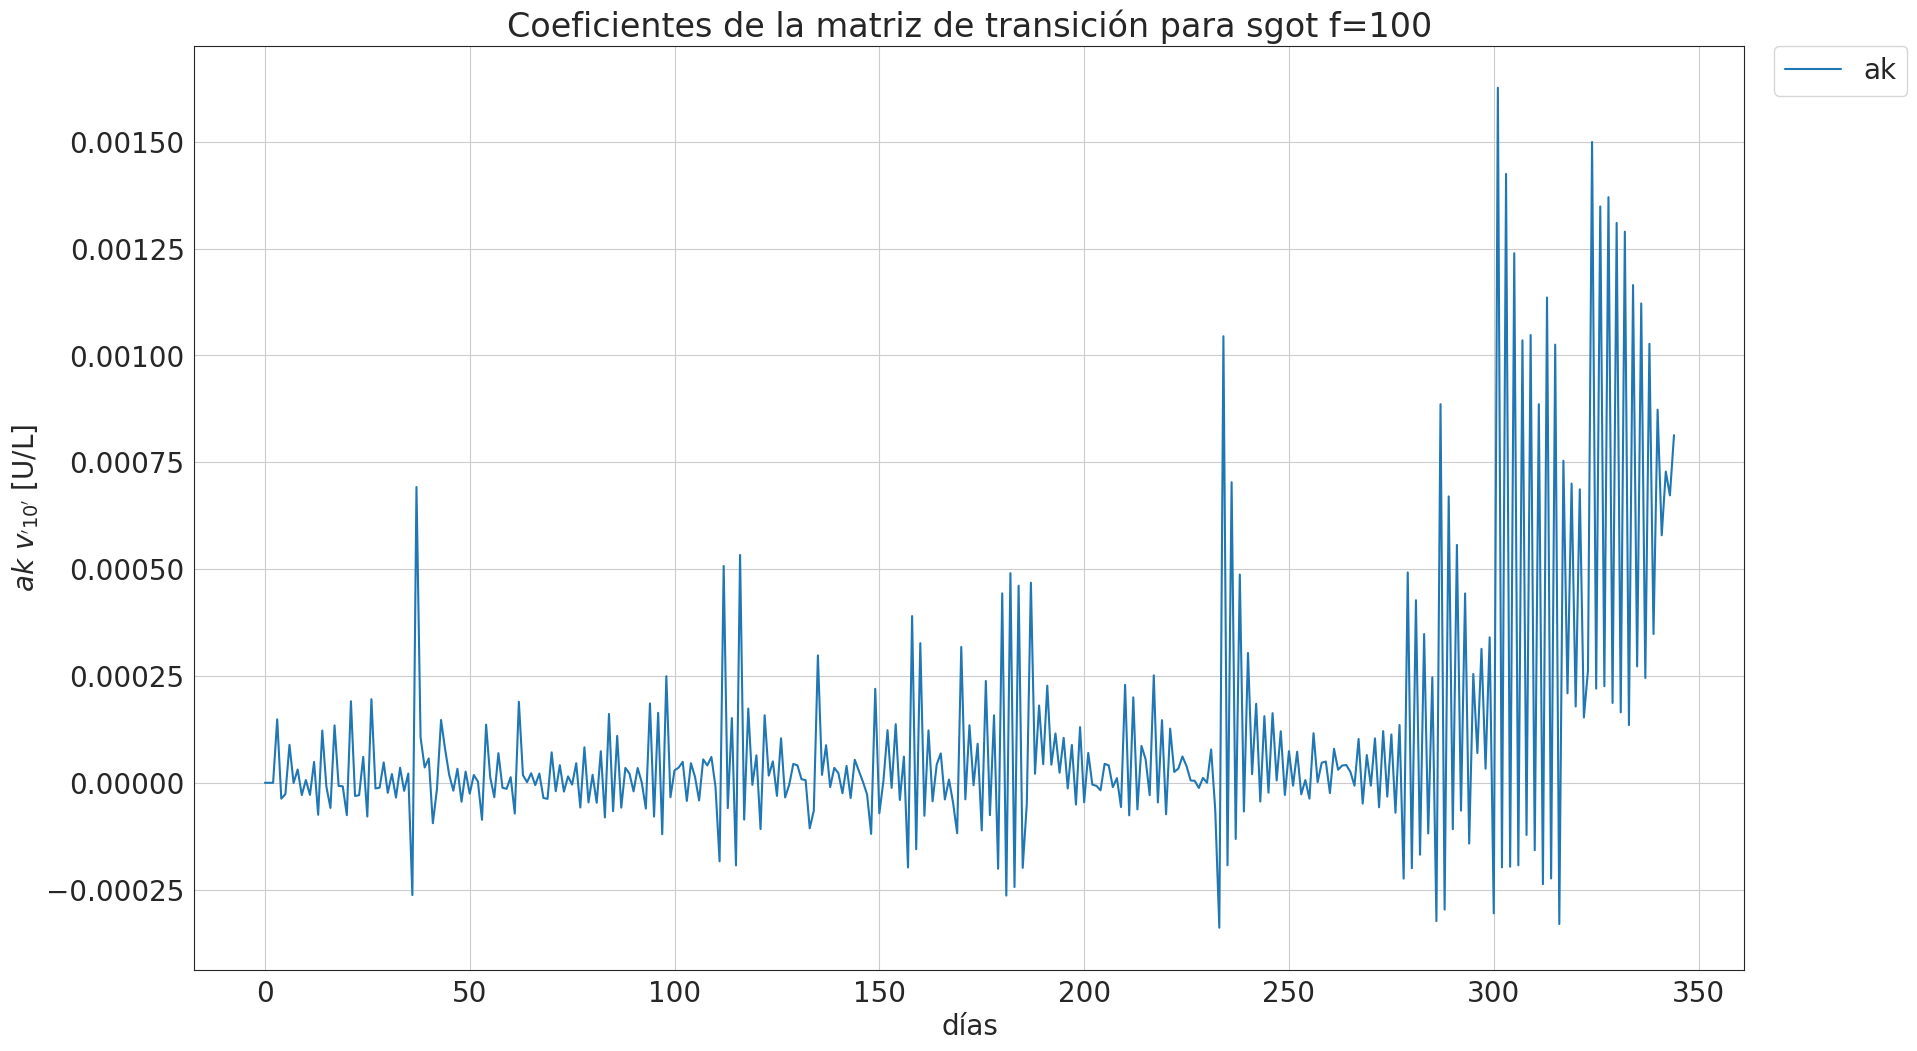 Coeficientes de la matriz de transición para sgot f=100
ak
0.00150
0.00125
0.00100
0.00075
0.00050
0.00025
0.00000
−0.00025
ak v'10' [U/L]
0 50 100 150 200 250 300 350
días